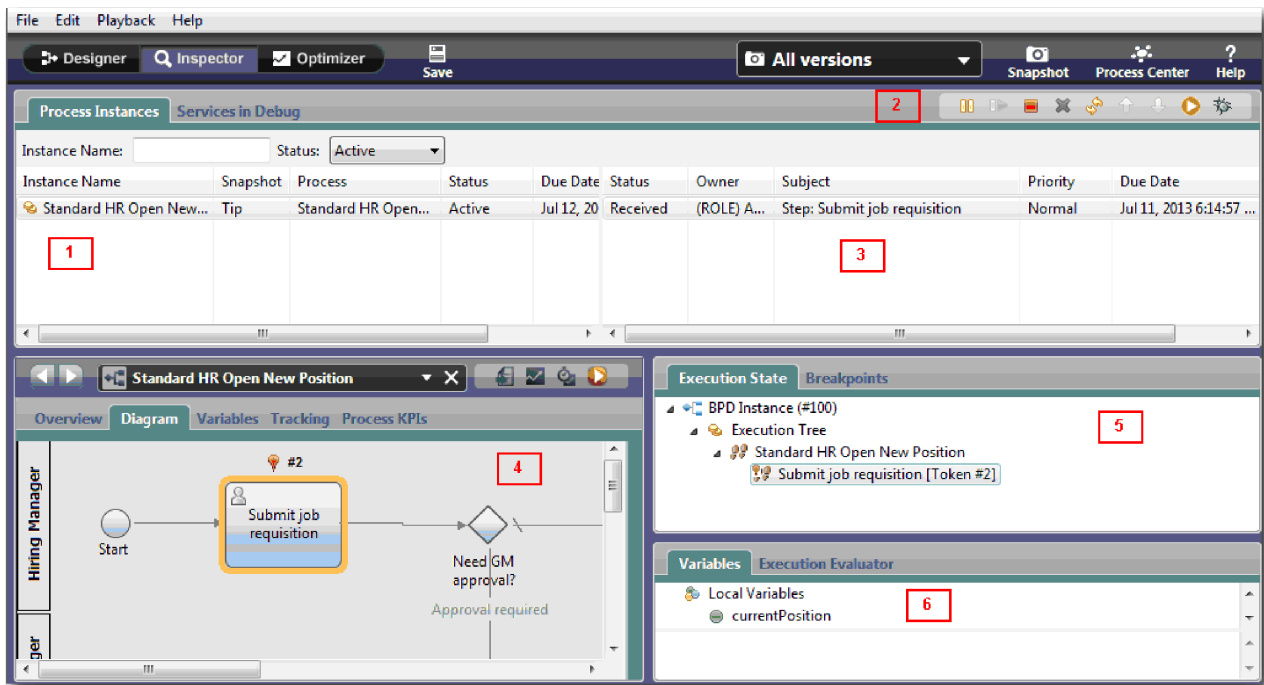 File Edit Playback Help
Designer Inspector Optimizer
Save
All versions
Snapshot
Process Center
?
Help
Process Instances Services in Debug
2
Instance Name: Status: Active
Instance Name Snapshot Process Status Due Date Status Owner Subject Priority Due Date
Standard HR Open New... Tip Standard HR Open... Active Jul 12, 20 Received (ROLE) A... Step: Submit job requisition Normal Jul 11, 2013 6:14:57 ...
1
3
Standard HR Open New Position
Overview Diagram Variables Tracking Process KPIs
Hiring Manager
#2
4
Submit job
requisition
Start
Need GM
approval?
Approval required
ger
Execution State Breakpoints
BPD Instance (#100)
5
Execution Tree
Standard HR Open New Position
Submit job requisition [Token #2]
Variables Execution Evaluator
Local Variables
6
currentPosition